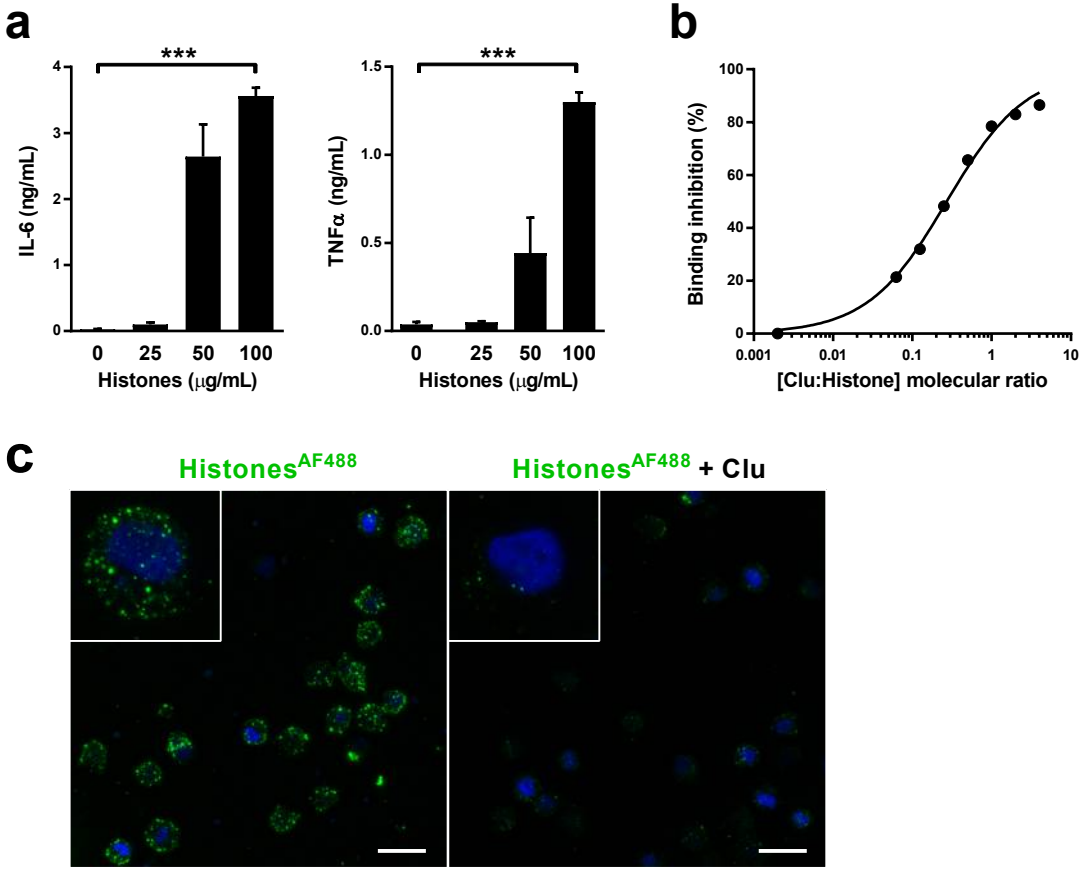 a
***
4
3
2
1
0
IL-6 (ng/mL)
0 25 50 100
Histones (μg/mL)
***
1.5
1.0
0.5
0.0
TNFα (ng/mL)
0 25 50 100
Histones (μg/mL)
b
100
80
60
40
20
0
Binding inhibition (%)
0.001 0.01 0.1 1 10
[Clu:Histone] molecular ratio
c
Histones^AF488
Histones^AF488 + Clu